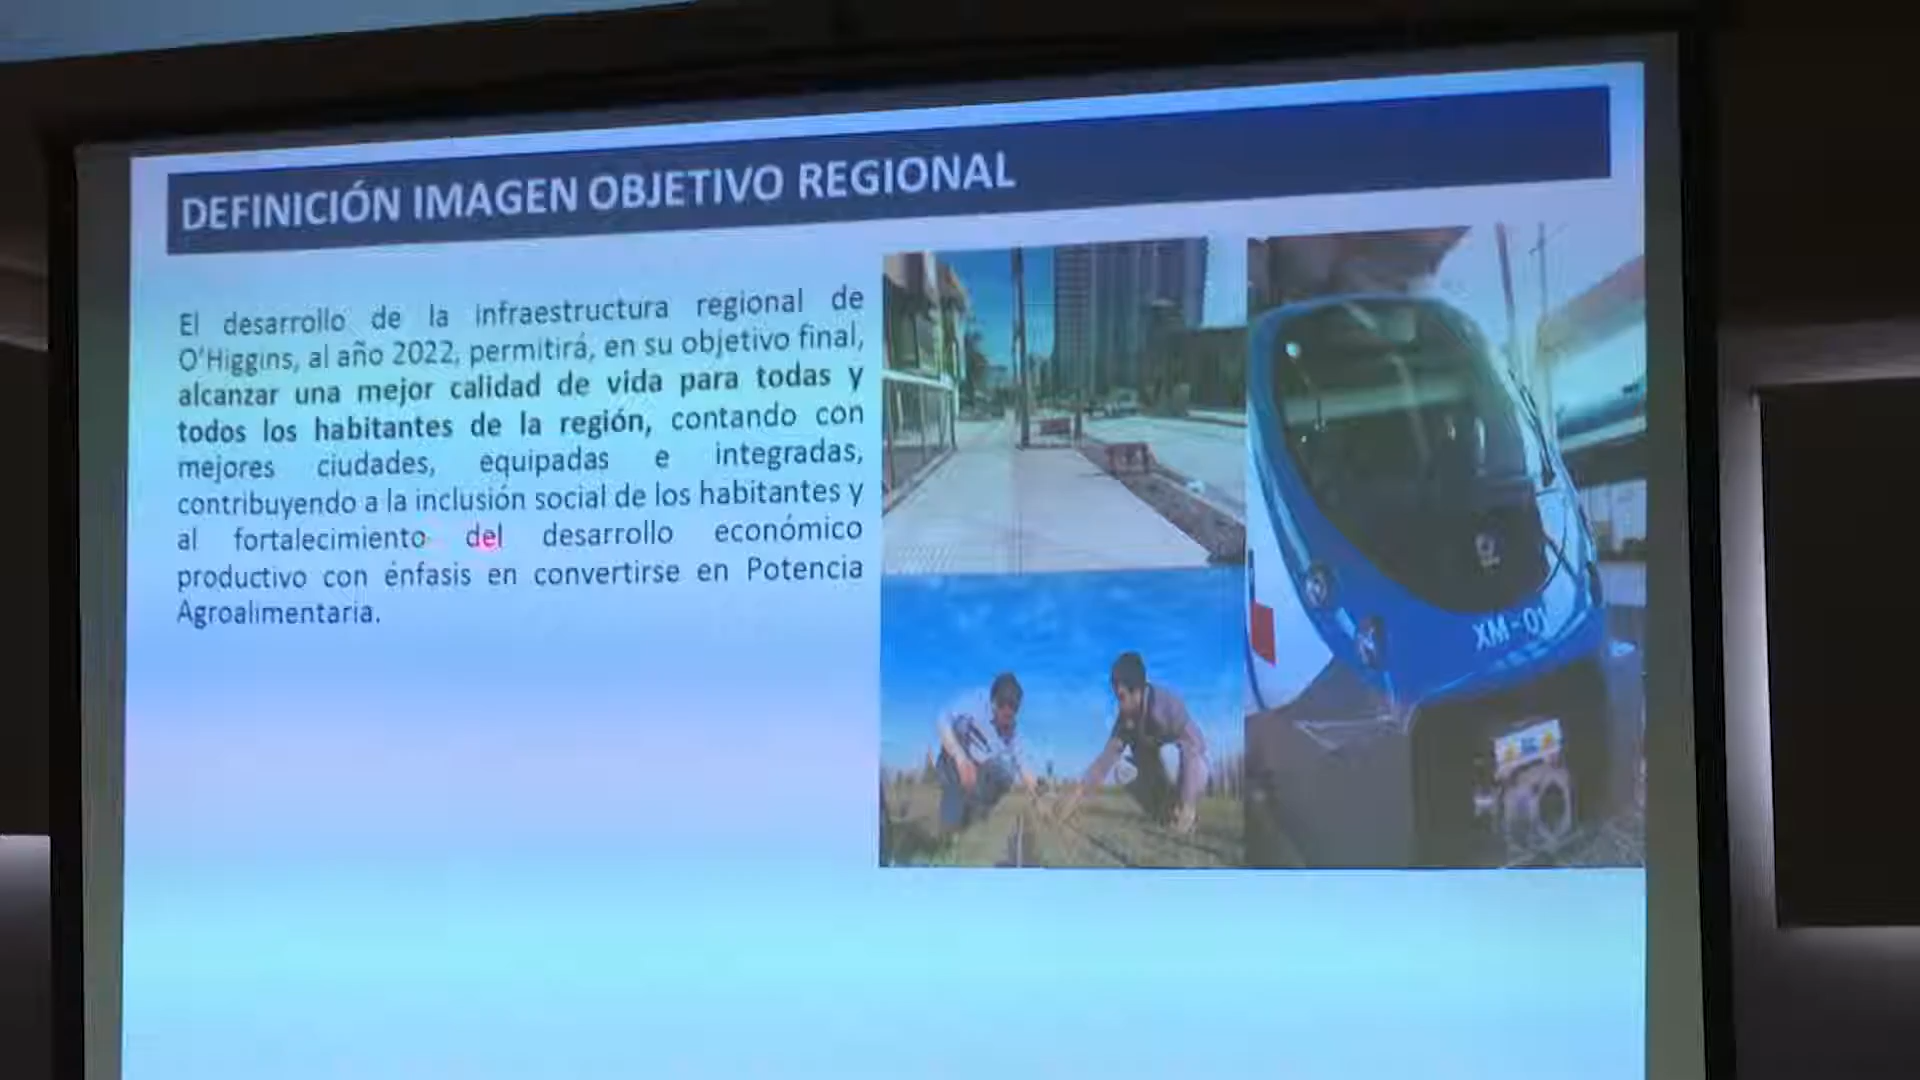 DEFINICIÓN IMAGEN OBJETIVO REGIONAL
El desarrollo de la infraestructura regional de
O'Higgins, al año 2022, permitirá, en su objetivo final,
alcanzar una mejor calidad de vida para todas y
todos los habitantes de la región, contando con
mejores ciudades, equipadas e integradas,
contribuyendo a la inclusión social de los habitantes y
al fortalecimiento del desarrollo económico
productivo con énfasis en convertirse en Potencia
Agroalimentaria.
XM-01